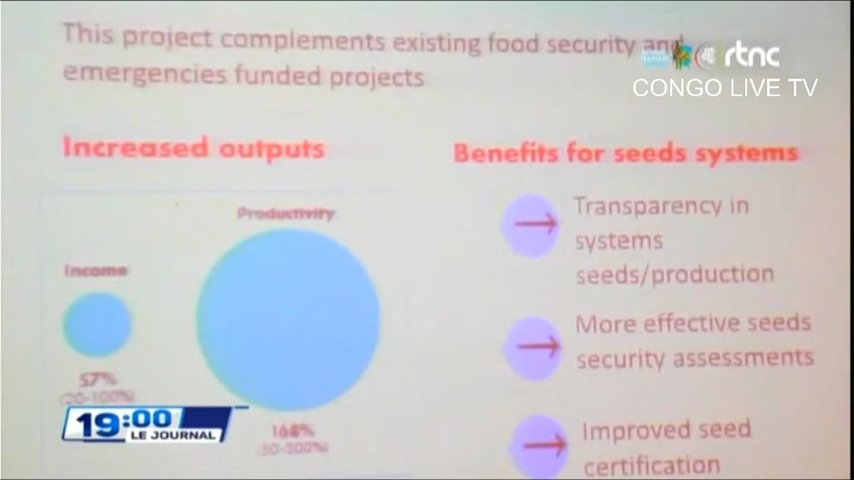 This project complements existing food security and
emergencies funded projects
rtnc
CONGO LIVE TV
Increased outputs
Productivity
Income
57%
(20-100%)
168%
(50-300%)
Benefits for seeds systems
Transparency in
systems
seeds/production
More effective seeds
security assessments
Improved seed
certification
19:00
LE JOURNAL